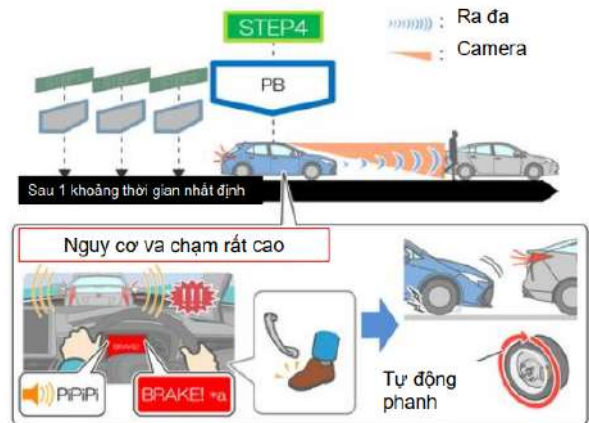 STEP4
Ra đa
Camera
PB
Sau 1 khoảng thời gian nhất định
Nguy cơ va chạm rất cao
!!!
BRAKE!
PiPiPi
BRAKE! *a
Tự động
phanh